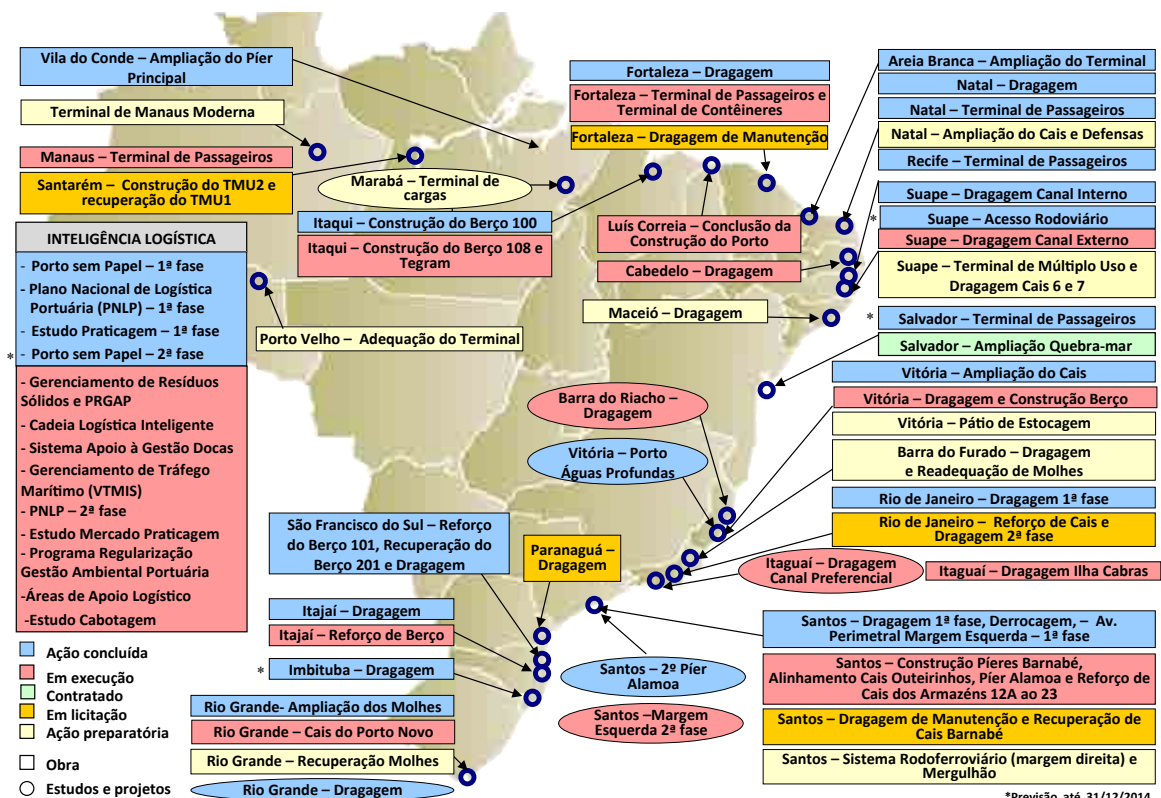 Vila do Conde – Ampliação do Píer
Principal
Terminal de Manaus Moderna
Manaus – Terminal de Passageiros
Santarém – Construção do TMU2 e
recuperação do TMU1
Marabá – Terminal de
cargas
Itaqui – Construção do Berço 100
Itaqui – Construção do Berço 108 e
Tegram
Fortaleza – Dragagem
Fortaleza – Terminal de Passageiros e
Terminal de Contêineres
Fortaleza – Dragagem de Manutenção
Luís Correia – Conclusão da
Construção do Porto
Cabedelo – Dragagem
Maceió – Dragagem
Areia Branca – Ampliação do Terminal
Natal – Dragagem
Natal – Terminal de Passageiros
Natal – Ampliação do Cais e Defensas
Recife – Terminal de Passageiros
Suape – Dragagem Canal Interno
* Suape – Acesso Rodoviário
Suape – Dragagem Canal Externo
Suape – Terminal de Múltiplo Uso e
Dragagem Cais 6 e 7
* Salvador – Terminal de Passageiros
Salvador – Ampliação Quebra-mar
Vitória – Ampliação do Cais
Vitória – Dragagem e Construção Berço
Vitória – Pátio de Estocagem
Barra do Furado – Dragagem
e Readequação de Molhes
Rio de Janeiro – Dragagem 1ª fase
Rio de Janeiro – Reforço de Cais e
Dragagem 2ª fase
Itaguaí – Dragagem
Canal Preferencial
Itaguaí – Dragagem Ilha Cabras
INTELIGÊNCIA LOGÍSTICA
- Porto sem Papel – 1ª fase
- Plano Nacional de Logística
Portuária (PNLP) – 1ª fase
- Estudo Praticagem – 1ª fase
* - Porto sem Papel – 2ª fase
- Gerenciamento de Resíduos
Sólidos e PRGAP
- Cadeia Logística Inteligente
- Sistema Apoio à Gestão Docas
- Gerenciamento de Tráfego
Marítimo (VTMIS)
- PNLP – 2ª fase
- Estudo Mercado Praticagem
- Programa Regularização
Gestão Ambiental Portuária
-Áreas de Apoio Logístico
-Estudo Cabotagem
Porto Velho – Adequação do Terminal
Barra do Riacho –
Dragagem
Vitória – Porto
Águas Profundas
São Francisco do Sul – Reforço
do Berço 101, Recuperação do
Berço 201 e Dragagem
Paranaguá –
Dragagem
Itajaí – Dragagem
Itajaí – Reforço de Berço
* Imbituba – Dragagem
Rio Grande- Ampliação dos Molhes
Rio Grande – Cais do Porto Novo
Rio Grande – Recuperação Molhes
Rio Grande – Dragagem
Santos – 2º Píer
Alamoa
Santos –Margem
Esquerda 2ª fase
Santos – Dragagem 1ª fase, Derrocagem, – Av.
Perimetral Margem Esquerda – 1ª fase
Santos – Construção Píeres Barnabé,
Alinhamento Cais Outeirinhos, Píer Alamoa e Reforço de
Cais dos Armazéns 12A ao 23
Santos – Dragagem de Manutenção e Recuperação de
Cais Barnabé
Santos – Sistema Rodoferroviário (margem direita) e
Mergulhão
Ação concluída
Em execução
Contratado
Em licitação
Ação preparatória
Obra
Estudos e projetos
*Previsão até 31/12/2014